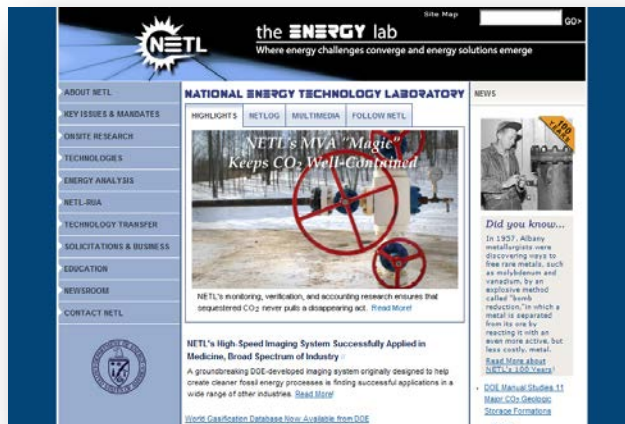 Site Map
GO>
NETL
the ENERGY lab
Where energy challenges converge and energy solutions emerge
ABOUT NETL
KEY ISSUES & MANDATES
ONSITE RESEARCH
TECHNOLOGIES
ENERGY ANALYSIS
NETL-RUA
TECHNOLOGY TRANSFER
SOLICITATIONS & BUSINESS
EDUCATION
NEWSROOM
CONTACT NETL
NATIONAL ENERGY TECHNOLOGY LABORATORY
HIGHLIGHTS NETLOG MULTIMEDIA FOLLOW NETL
NETL's MVA "Magic"
Keeps CO₂ Well-Contained
NETL's monitoring, verification, and accounting research ensures that
sequestered CO₂ never pulls a disappearing act. Read More!
NETL's High-Speed Imaging System Successfully Applied in
Medicine, Broad Spectrum of Industry
A groundbreaking DOE-developed imaging system originally designed to help
create cleaner fossil energy processes is finding successful applications in a
wide range of other industries. Read More!
World Gasification Database Now Available from DOE
NEWS
100
YEARS
Did you know...
In 1957, Albany
metallurgists were
discovering ways to
free rare metals, such
as molybdenum and
vanadium, by an
explosive method
called "bomb
reduction," in which a
metal is separated
from its ore by
reacting it with an
even more active, but
less costly, metal.
Read More about
NETL's 100 Years!
DOE Manual Studies 11
Major CO₂ Geologic
Storage Formations